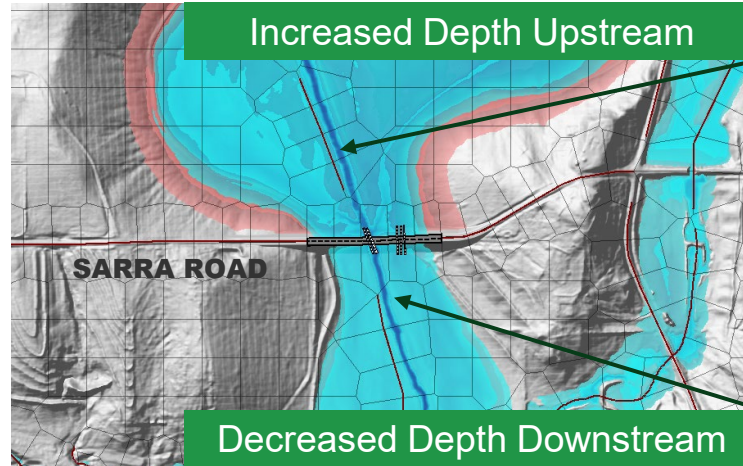 Increased Depth Upstream
SARRA ROAD
Decreased Depth Downstream